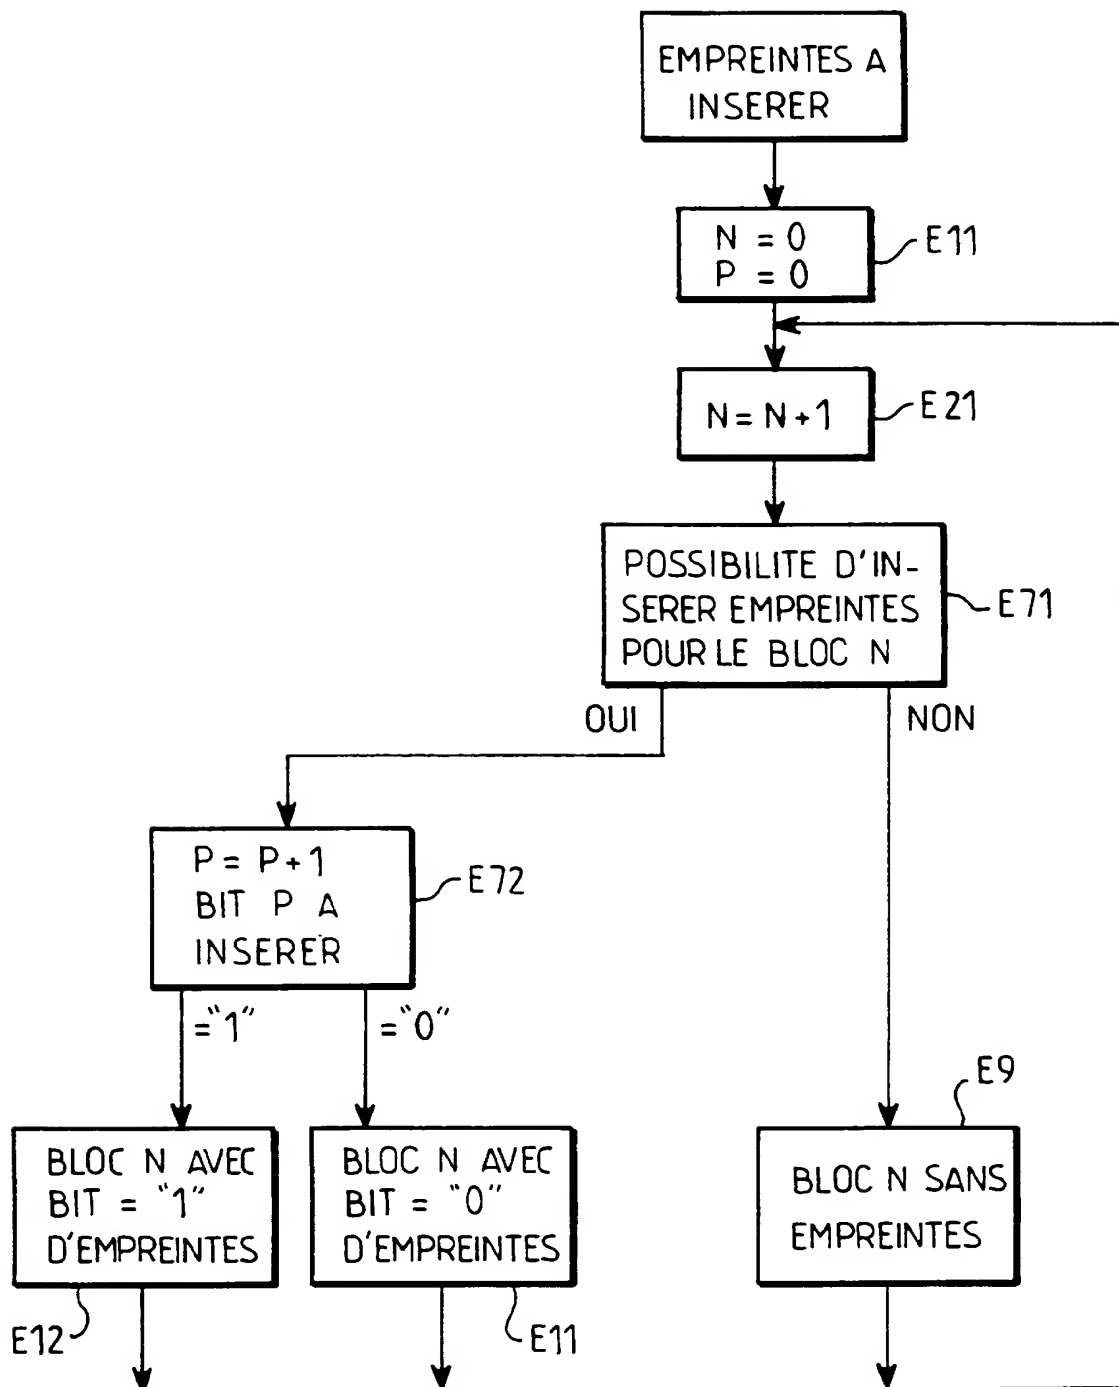 EMPREINTES A
INSERER
N = 0
P = 0
E11
N = N+1
E21
POSSIBILITE D'IN-
SERER EMPREINTES
POUR LE BLOC N
E71
OUI
NON
P = P+1
BIT P A
INSERER
E72
="1"
="0"
E9
BLOC N AVEC
BIT = "1"
D'EMPREINTES
BLOC N AVEC
BIT = "0"
D'EMPREINTES
BLOC N SANS
EMPREINTES
E12
E11